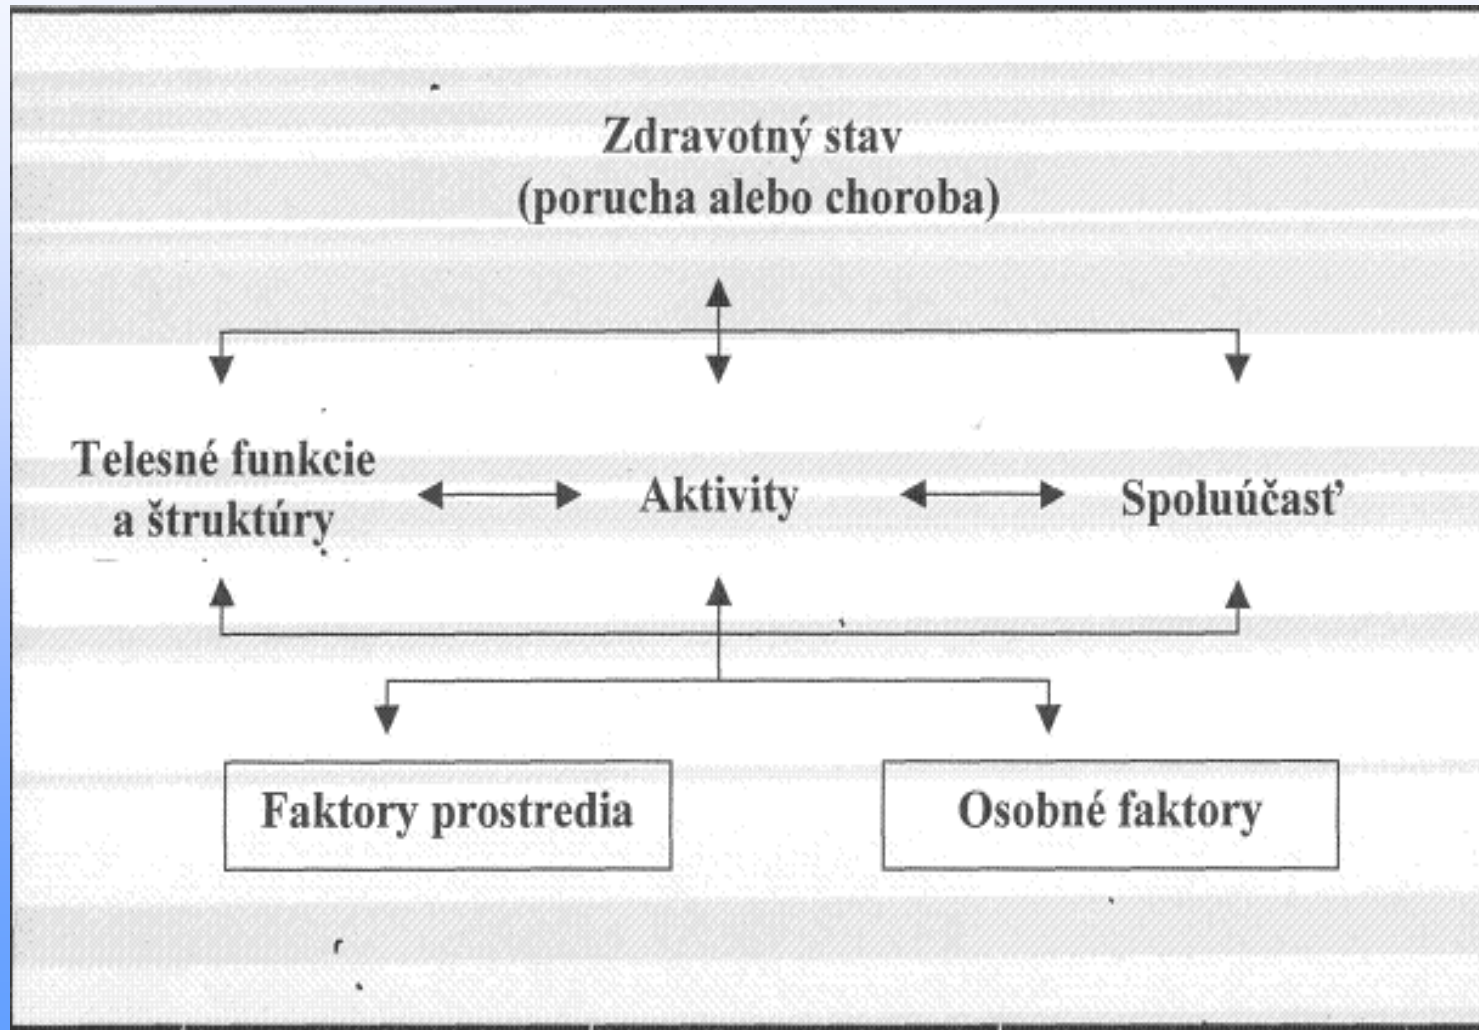 Zdravotný stav
(porucha alebo choroba)
Telesné funkcie
a štruktúry
Aktivity
Spoluúčasť
Faktory prostredia
Osobné faktory